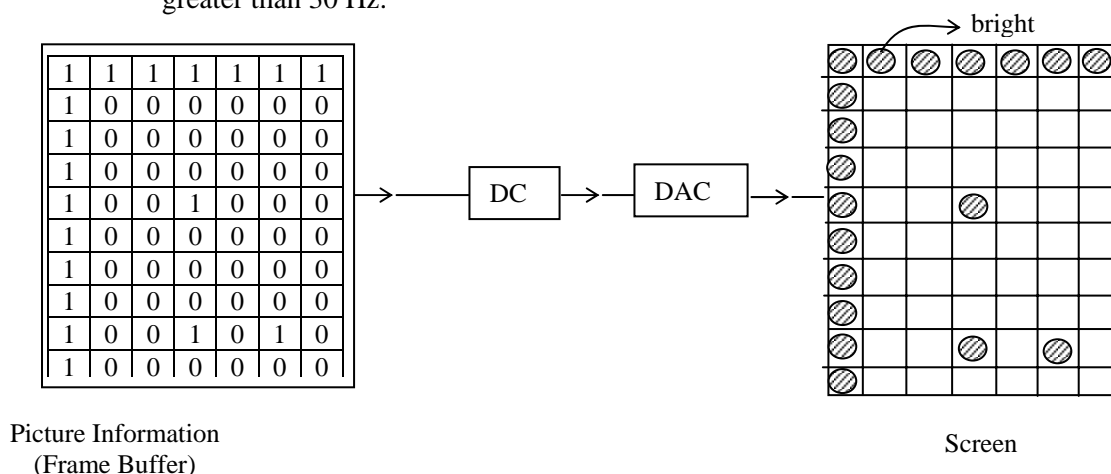 greater than 30 Hz.
bright
1 1 1 1 1 1 1
1 0 0 0 0 0 0
1 0 0 0 0 0 0
1 0 0 0 0 0 0
1 0 0 1 0 0 0
1 0 0 0 0 0 0
1 0 0 0 0 0 0
1 0 0 0 0 0 0
1 0 0 1 0 1 0
1 0 0 0 0 0 0
DC
DAC
Picture Information
(Frame Buffer)
Screen